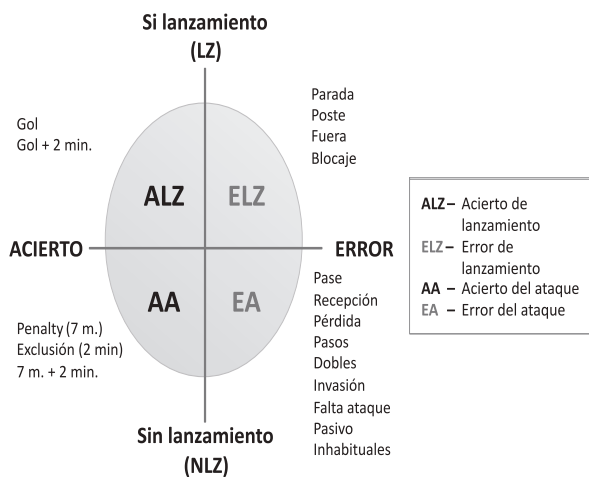 Si lanzamiento
(LZ)
Gol
Gol + 2 min.
Parada
Poste
Fuera
Blocaje
ALZ
ELZ
ACIERTO
ERROR
AA
EA
Penalty (7 m.)
Exclusión (2 min)
7 m. + 2 min.
Pase
Recepción
Pérdida
Pasos
Dobles
Invasión
Falta ataque
Pasivo
Inhabituales
Sin lanzamiento
(NLZ)
ALZ – Acierto de
lanzamiento
ELZ – Error de
lanzamiento
AA – Acierto del ataque
EA – Error del ataque